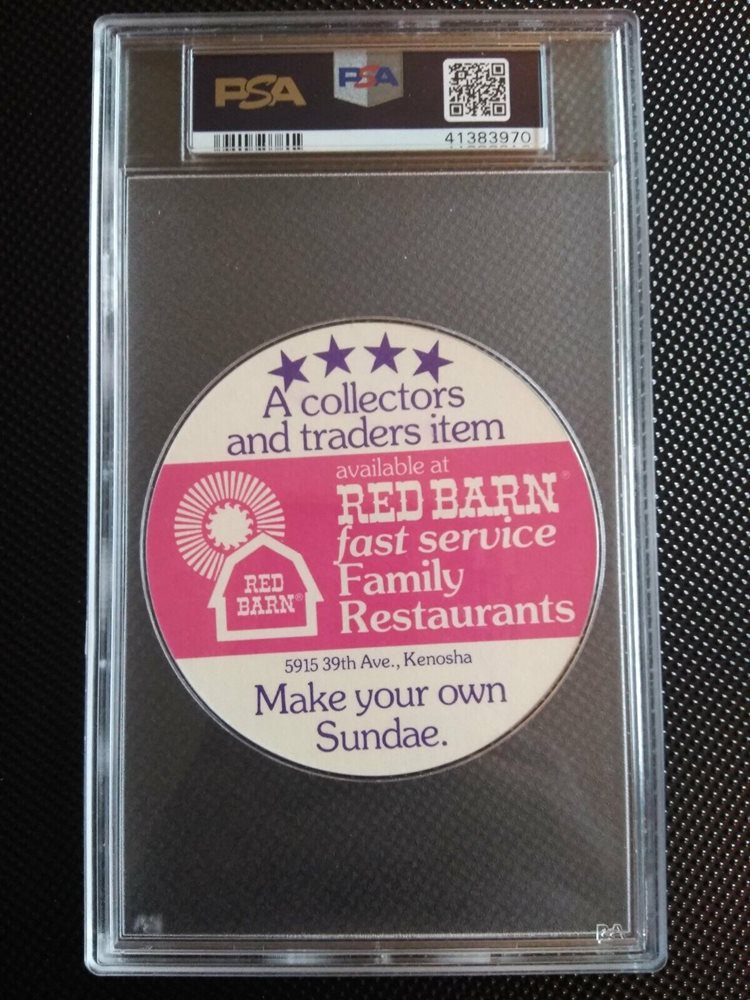 PSA
PSA
41383970
A collectors
and traders item
available at
RED BARN®
fast service
Family
Restaurants
RED
BARN®
5915 39th Ave., Kenosha
Make your own
Sundae.